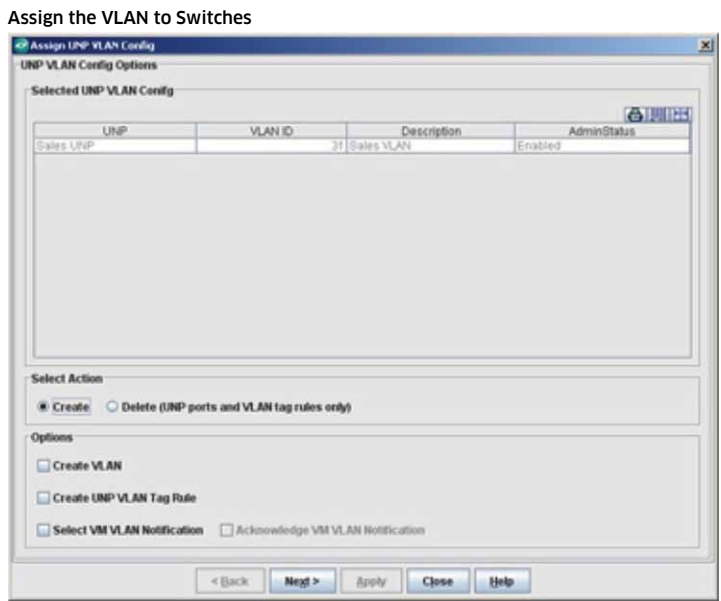 Assign the VLAN to Switches
Assign UNP VLAN Config
UNP VLAN Config Options
Selected UNP VLAN Config
UNP VLAN ID Description AdminStatus
Sales UNP 31 Sales VLAN Enabled
Select Action
Create Delete (UNP ports and VLAN tag rules only)
Options
Create VLAN
Create UNP VLAN Tag Rule
Select VM VLAN Notification Acknowledge VM VLAN Notification
< Back Next > Apply Close Help